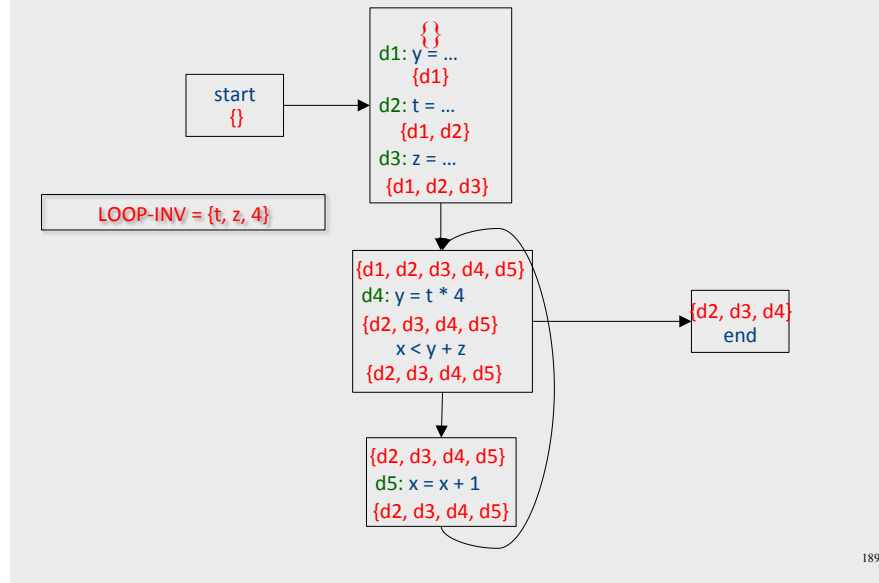 {}
d1: y = ...
{d1}
d2: t = ...
{d1, d2}
d3: z = ...
{d1, d2, d3}
start
{}
LOOP-INV = {t, z, 4}
{d1, d2, d3, d4, d5}
d4: y = t * 4
{d2, d3, d4, d5}
x < y + z
{d2, d3, d4, d5}
{d2, d3, d4}
end
{d2, d3, d4, d5}
d5: x = x + 1
{d2, d3, d4, d5}
189